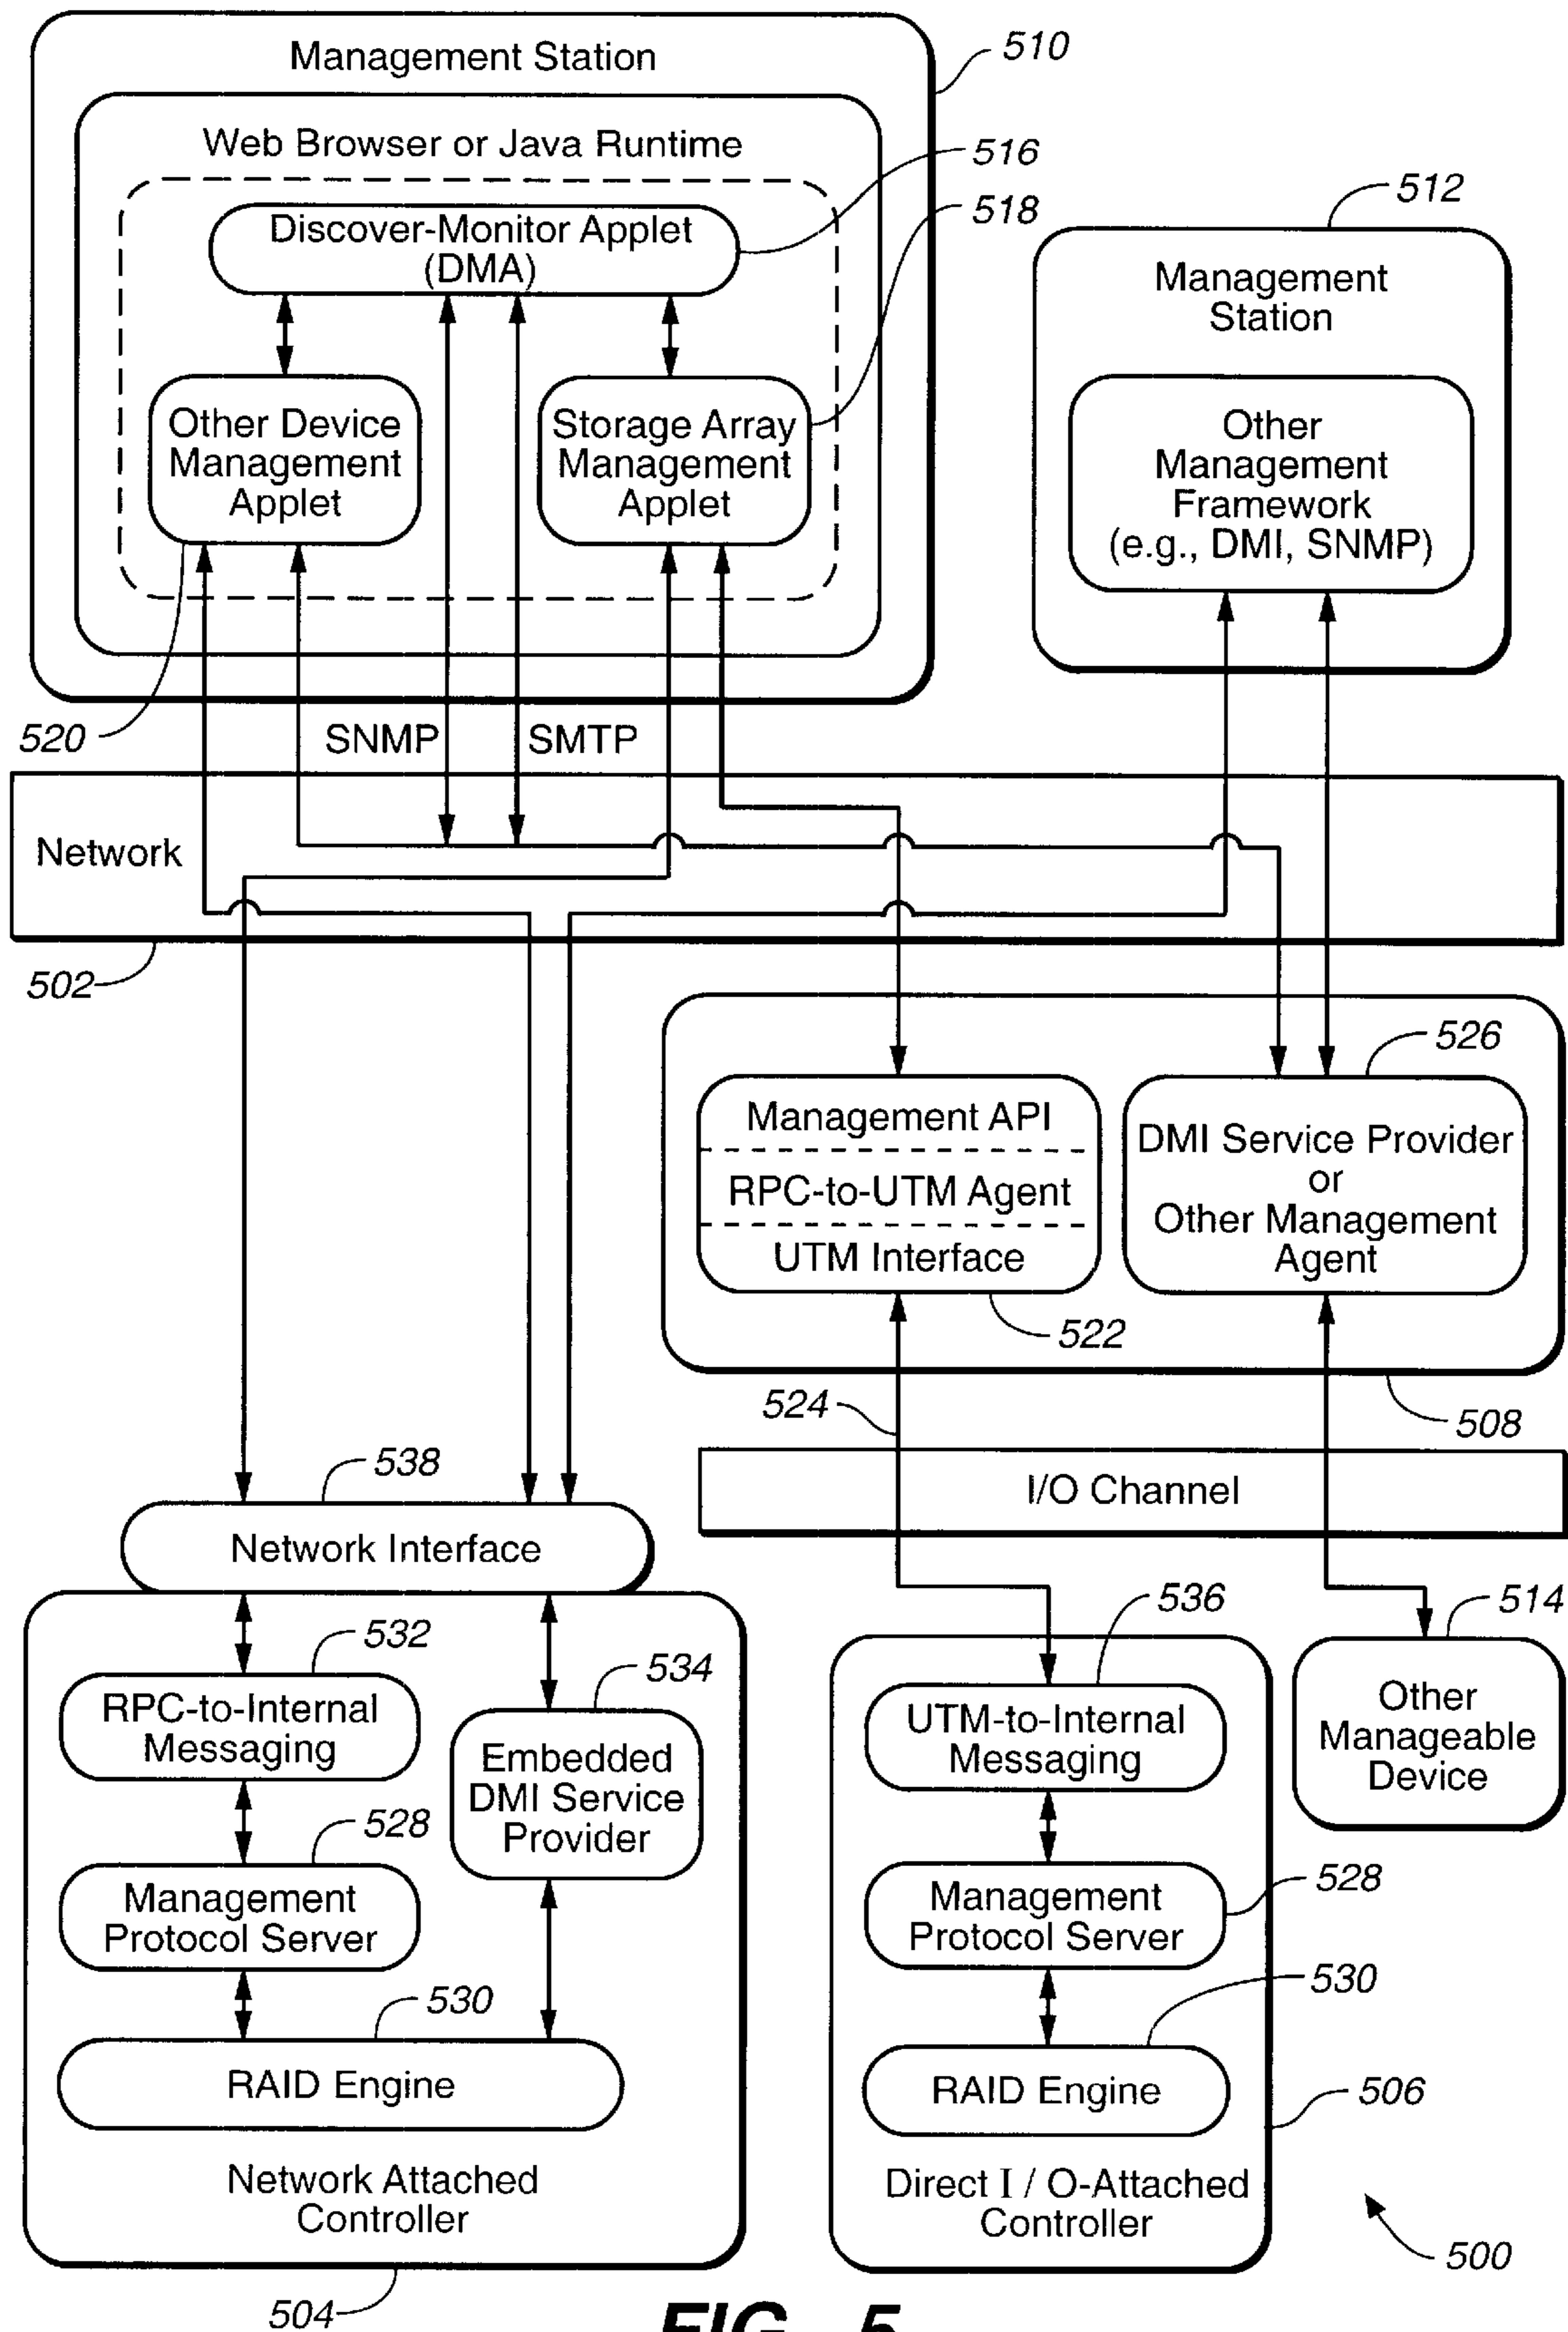 Management Station
510
Web Browser or Java Runtime
516
Discover-Monitor Applet
(DMA)
518
512
Management
Station
Other Device
Management
Applet
Storage Array
Management
Applet
Other
Management
Framework
(e.g., DMI, SNMP)
520
SNMP
SMTP
Network
502
526
Management API
RPC-to-UTM Agent
UTM Interface
DMI Service Provider
or
Other Management
Agent
522
524
508
538
I/O Channel
Network Interface
532
534
536
514
RPC-to-Internal
Messaging
Embedded
DMI Service
Provider
UTM-to-Internal
Messaging
Other
Manageable
Device
528
Management
Protocol Server
Management
Protocol Server
528
530
530
RAID Engine
RAID Engine
506
Network Attached
Controller
Direct I / O-Attached
Controller
500
504
FIG._5